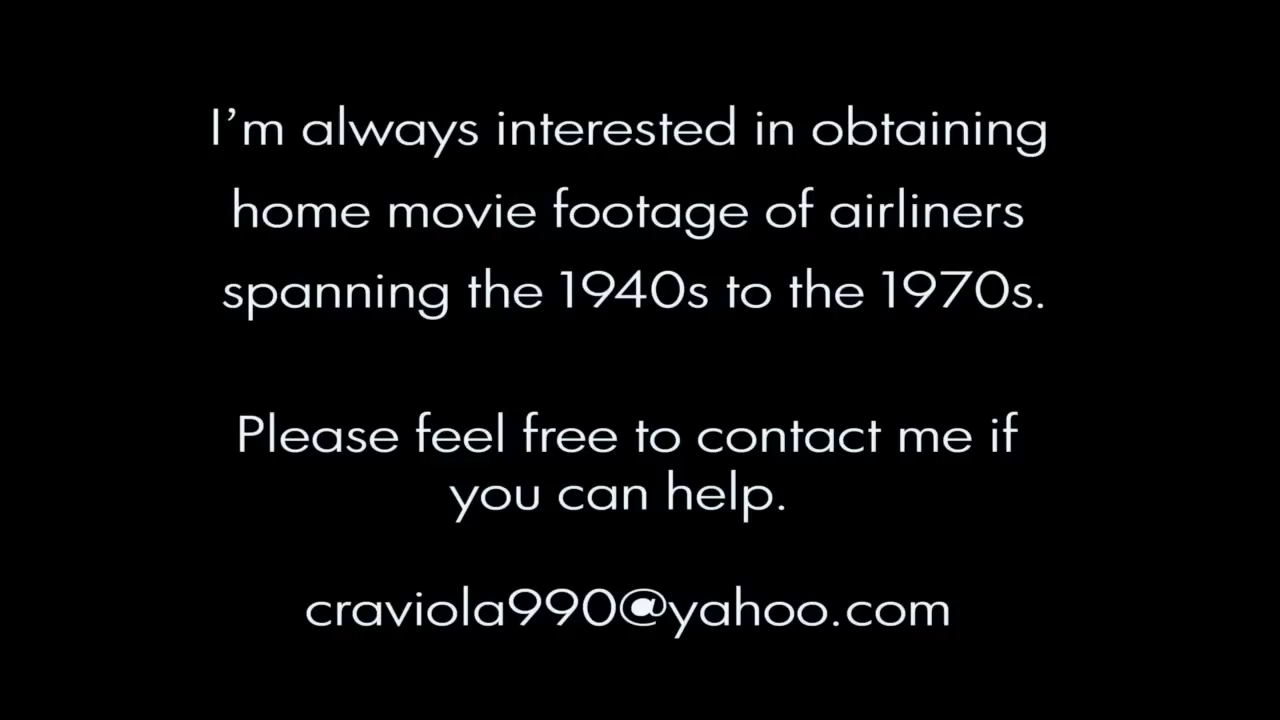 I’m always interested in obtaining
home movie footage of airliners
spanning the 1940s to the 1970s.
Please feel free to contact me if
you can help.
craviola990@yahoo.com